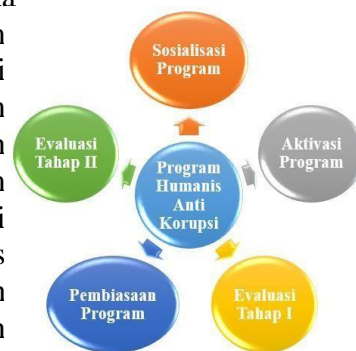 Sosialisasi
Program
Evaluasi
Tahap II
Aktivasi
Program
Program
Humanis
Anti
Korupsi
Pembiasaan
Program
Evaluasi
Tahap I